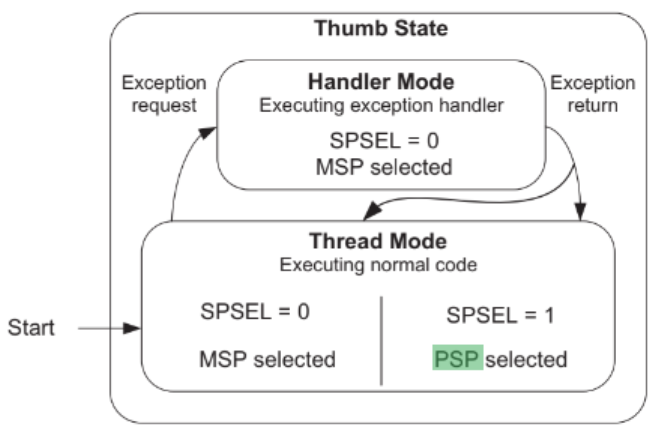 Thumb State
Exception
request
Handler Mode
Executing exception handler
SPSEL = 0
MSP selected
Exception
return
Thread Mode
Executing normal code
Start
SPSEL = 0
MSP selected
SPSEL = 1
PSP selected